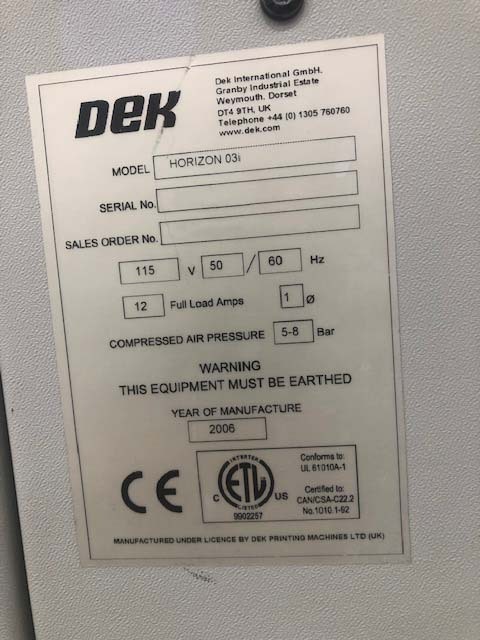 DEK
Dek International GmbH.
Granby Industrial Estate
Weymouth. Dorset
DT4 9TH, UK
Telephone +44 (0) 1305 760760
www.dek.com
MODEL HORIZON 03i
SERIAL No.
SALES ORDER No.
115 V 50 / 60 Hz
12 Full Load Amps 1 Ø
COMPRESSED AIR PRESSURE 5-8 Bar
WARNING
THIS EQUIPMENT MUST BE EARTHED
YEAR OF MANUFACTURE
2006
CE
INTERTEK
C ETL US
LISTED
9902257
Conforms to:
UL 61010A-1
Certified to:
CAN/CSA-C22.2
No.1010.1-92
MANUFACTURED UNDER LICENCE BY DEK PRINTING MACHINES LTD (UK)